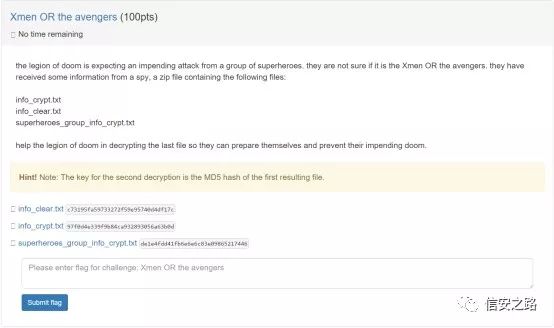 Xmen OR the avengers (100pts)
No time remaining
the legion of doom is expecting an impending attack from a group of superheroes. they are not sure if it is the Xmen OR the avengers. they have
received some information from a spy, a zip file containing the following files:
info_crypt.txt
info_clear.txt
superheroes_group_info_crypt.txt
help the legion of doom in decrypting the last file so they can prepare themselves and prevent their impending doom.
Hint! Note: The key for the second decryption is the MD5 hash of the first resulting file.
info_clear.txt c73195fa59733272f59e95740d4df17c
info_crypt.txt 97f0d4e339f9b84ca932893056a63b0d
superheroes_group_info_crypt.txt de1e4fdd41fb6e6e6c03e09865217446
Please enter flag for challenge: Xmen OR the avengers
Submit flag
信安之路